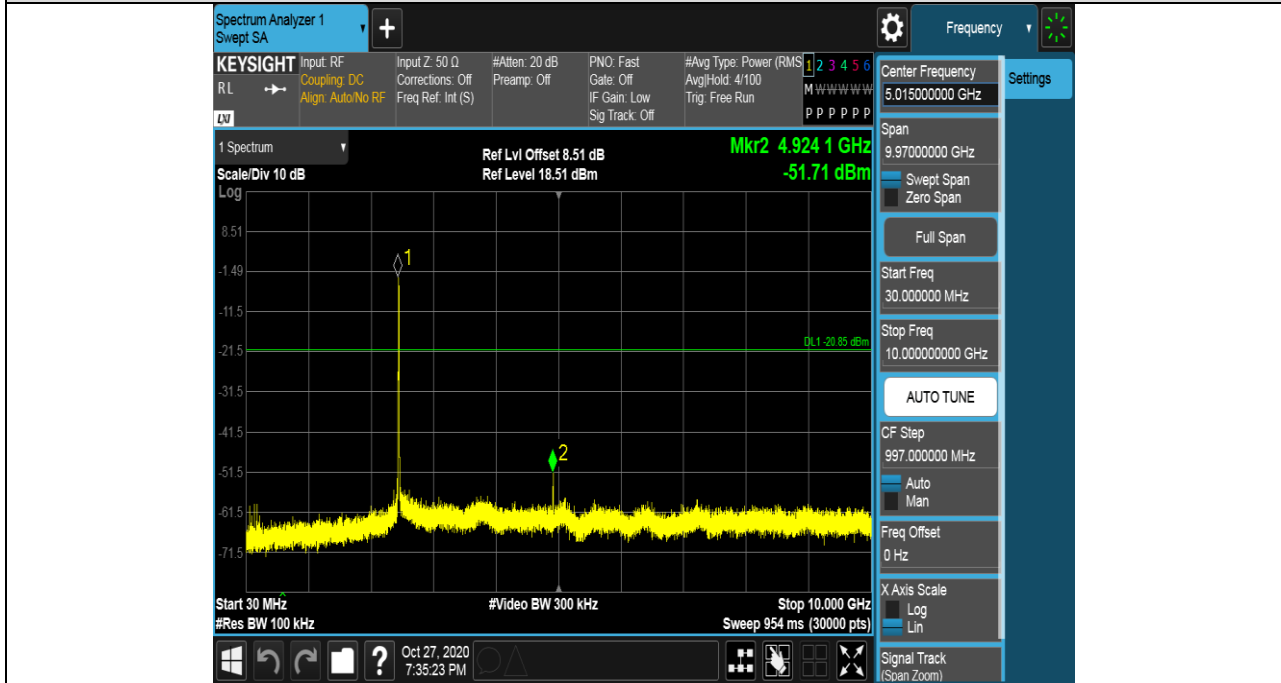 Spectrum Analyzer 1
Swept SA
Frequency
KEYSIGHT
RL
LXI
Input: RF
Coupling: DC
Align: Auto/No RF
Input Z: 50 Ω
Corrections: Off
Freq Ref: Int (S)
#Atten: 20 dB
Preamp: Off
PNO: Fast
Gate: Off
IF Gain: Low
Sig Track: Off
#Avg Type: Power (RMS
Avg|Hold: 4/100
Trig: Free Run
1 2 3 4 5 6
M W W W W W
P P P P P P
1 Spectrum
Scale/Div 10 dB
Log
Ref Lvl Offset 8.51 dB
Ref Level 18.51 dBm
Mkr2 4.924 1 GHz
-51.71 dBm
8.51
-1.49
-11.5
-21.5
-31.5
-41.5
-51.5
-61.5
-71.5
1
DL1 -20.85 dBm
2
Start 30 MHz
#Res BW 100 kHz
#Video BW 300 kHz
Stop 10.000 GHz
Sweep 954 ms (30000 pts)
?
Oct 27, 2020
7:35:23 PM
Center Frequency
5.015000000 GHz
Span
9.97000000 GHz
Swept Span
Zero Span
Full Span
Start Freq
30.000000 MHz
Stop Freq
10.000000000 GHz
AUTO TUNE
CF Step
997.000000 MHz
Auto
Man
Freq Offset
0 Hz
X Axis Scale
Log
Lin
Signal Track
(Span Zoom)
Settings